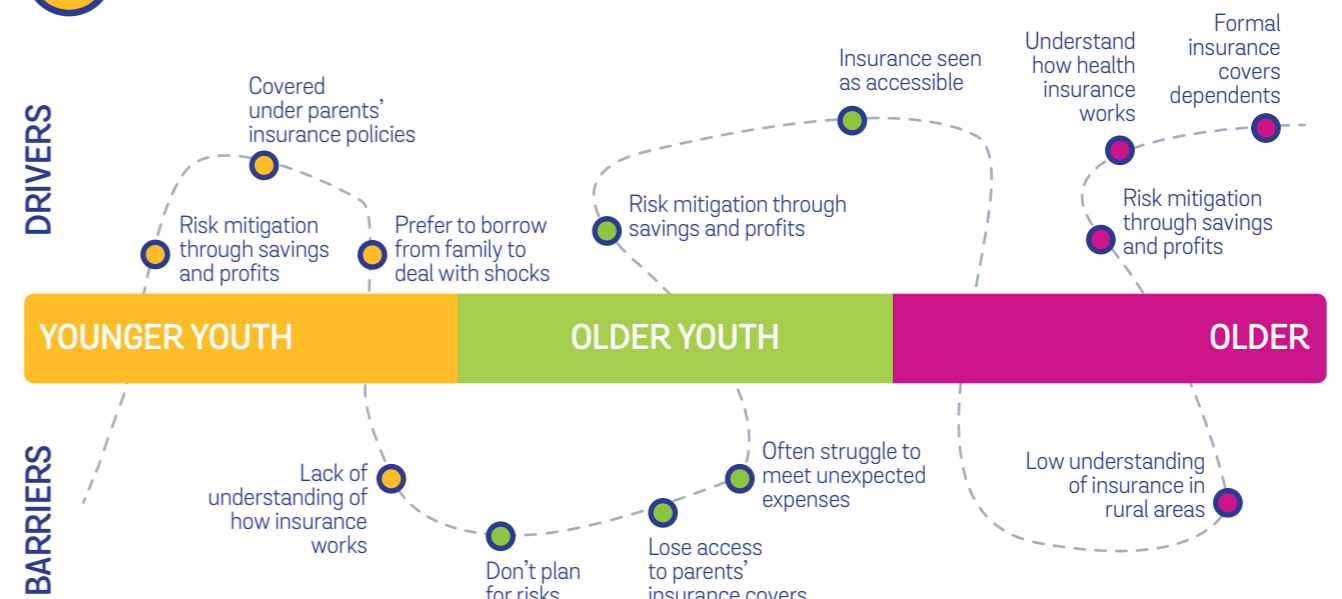 DRIVERS
Covered
under parents’
insurance policies
Risk mitigation
through savings
and profits
Prefer to borrow
from family to
deal with shocks
Risk mitigation through
savings and profits
Insurance seen
as accessible
Understand
how health
insurance
works
Formal
insurance
covers
dependents
Risk mitigation
through savings
and profits
YOUNGER YOUTH
OLDER YOUTH
OLDER
BARRIERS
Lack of
understanding of
how insurance
works
Don’t plan
for risks
Lose access
to parents’
insurance covers
Often struggle to
meet unexpected
expenses
Low understanding
of insurance in
rural areas